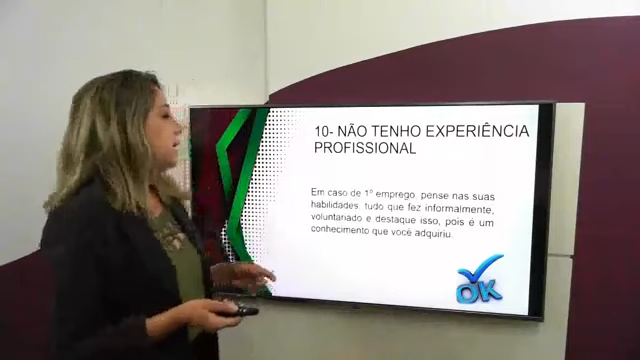 10- NÃO TENHO EXPERIÊNCIA
PROFISSIONAL
Em caso de 1º emprego, pense nas suas
habilidades, tudo que fez informalmente,
voluntariado e destaque isso, pois é um
conhecimento que você adquiriu.
OK